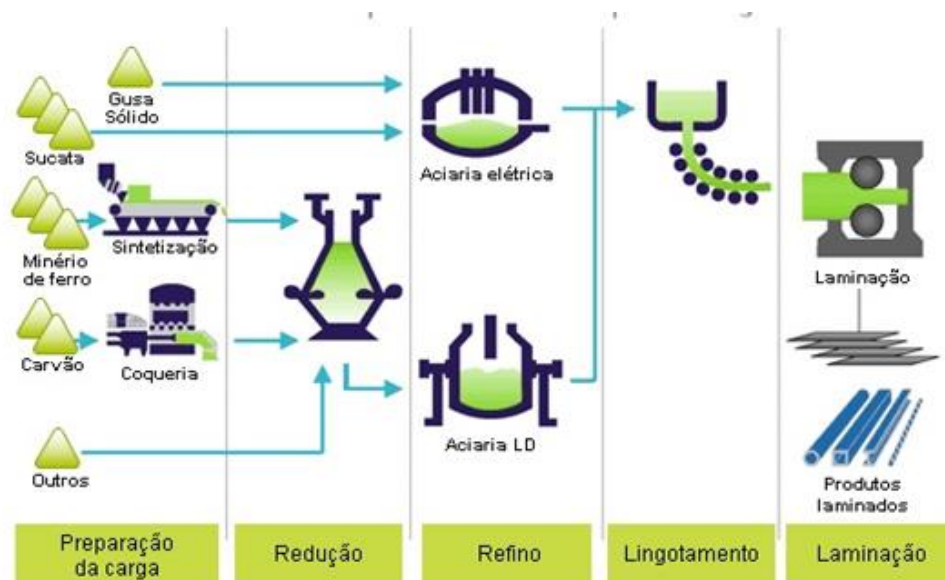 Gusa
Sólido
Sucata
Aciaria elétrica
Sintetização
Minério
de ferro
Laminação
Carvão
Coqueria
Aciaria LD
Outros
Produtos
laminados
Preparação
da carga
Redução
Refino
Lingotamento
Laminação